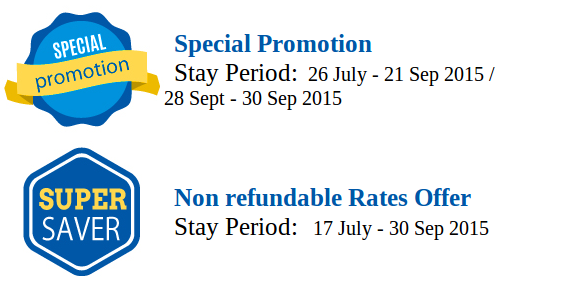 SPECIAL
promotion
Special Promotion
Stay Period: 26 July - 21 Sep 2015 /
28 Sept - 30 Sep 2015
SUPER
SAVER
Non refundable Rates Offer
Stay Period: 17 July - 30 Sep 2015